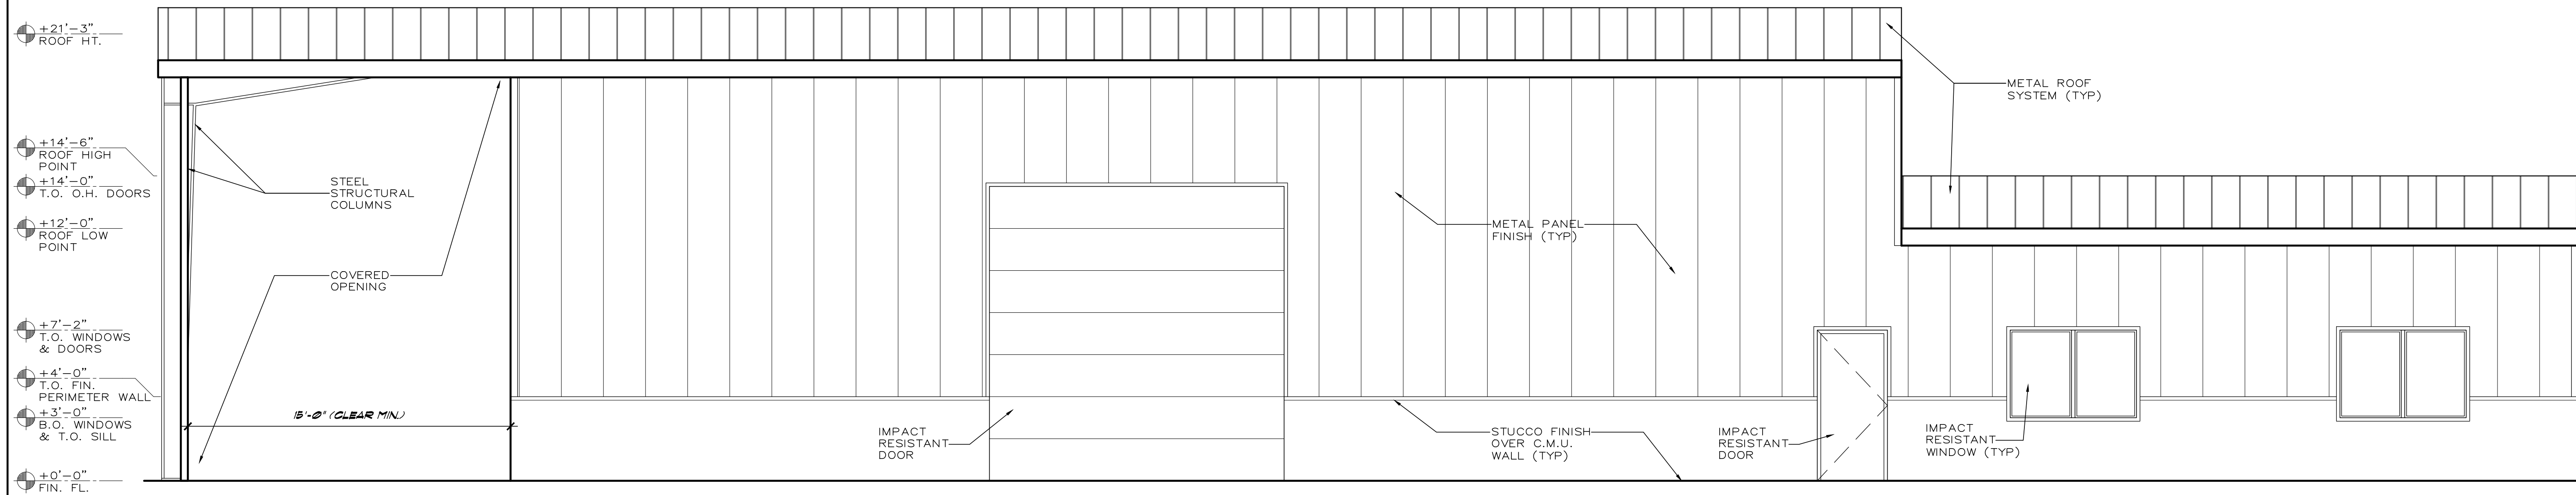 +21'-3"
ROOF HT.
+14'-6"
ROOF HIGH
POINT
+14'-0"
T.O. O.H. DOORS
+12'-0"
ROOF LOW
POINT
+7'-2"
T.O. WINDOWS
& DOORS
+4'-0"
T.O. FIN.
PERIMETER WALL
+3'-0"
B.O. WINDOWS
& T.O. SILL
+0'-0"
FIN. FL.
STEEL
STRUCTURAL
COLUMNS
COVERED
OPENING
15'-0" (CLEAR MIN.)
IMPACT
RESISTANT
DOOR
METAL PANEL
FINISH (TYP)
STUCCO FINISH
OVER C.M.U.
WALL (TYP)
IMPACT
RESISTANT
DOOR
METAL ROOF
SYSTEM (TYP)
IMPACT
RESISTANT
WINDOW (TYP)